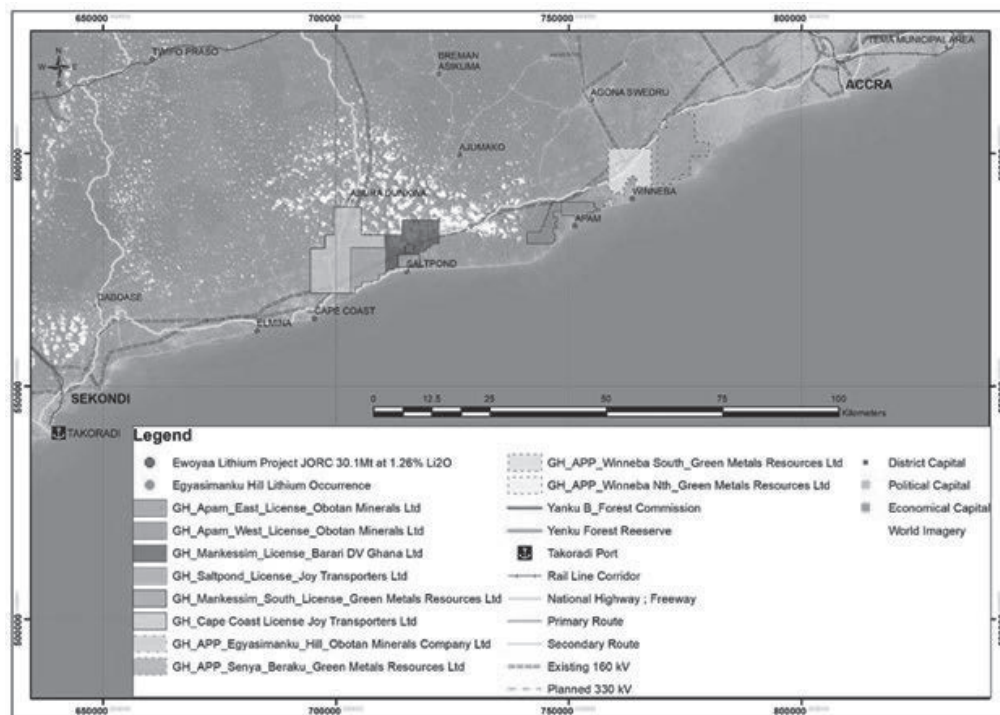 650000
700000
750000
800000
TWIFO PRASO
BREMAN
ASIKUMA
TEMA MUNICIPAL AREA
ACCRA
AGONA SWEDRU
N
W
E
S
600000
600000
AJUMAKO
ABURA DUNKWA
WINNEBA
APAM
SALTPOND
DABOASE
CAPE COAST
ELMINA
550000
550000
SEKONDI
TAKORADI
0 12.5 25 50 75 100
Kilometers
Legend
Ewoyaa Lithium Project JORC 30.1Mt at 1.26% Li2O
Egyasimanku Hill Lithium Occurrence
GH_Apam_East_License_Obotan Minerals Ltd
GH_Apam_West_License_Obotan Minerals Ltd
GH_Mankessim_License_Barari DV Ghana Ltd
GH_Saltpond_License_Joy Transporters Ltd
GH_Mankessim_South_License_Green Metals Resources Ltd
GH_Cape Coast License Joy Transporters Ltd
GH_APP_Egyasimanku_Hill_Obotan Minerals Company Ltd
GH_APP_Senya_Beraku_Green Metals Resources Ltd
GH_APP_Winneba South_Green Metals Resources Ltd
GH_APP_Winneba Nth_Green Metals Resources Ltd
Yanku B_Forest Commission
Yenku Forest Reeserve
Takoradi Port
Rail Line Corridor
National Highway ; Freeway
Primary Route
Secondary Route
Existing 160 kV
Planned 330 kV
District Capital
Political Capital
Economical Capital
World Imagery
500000
500000
650000
700000
750000
800000